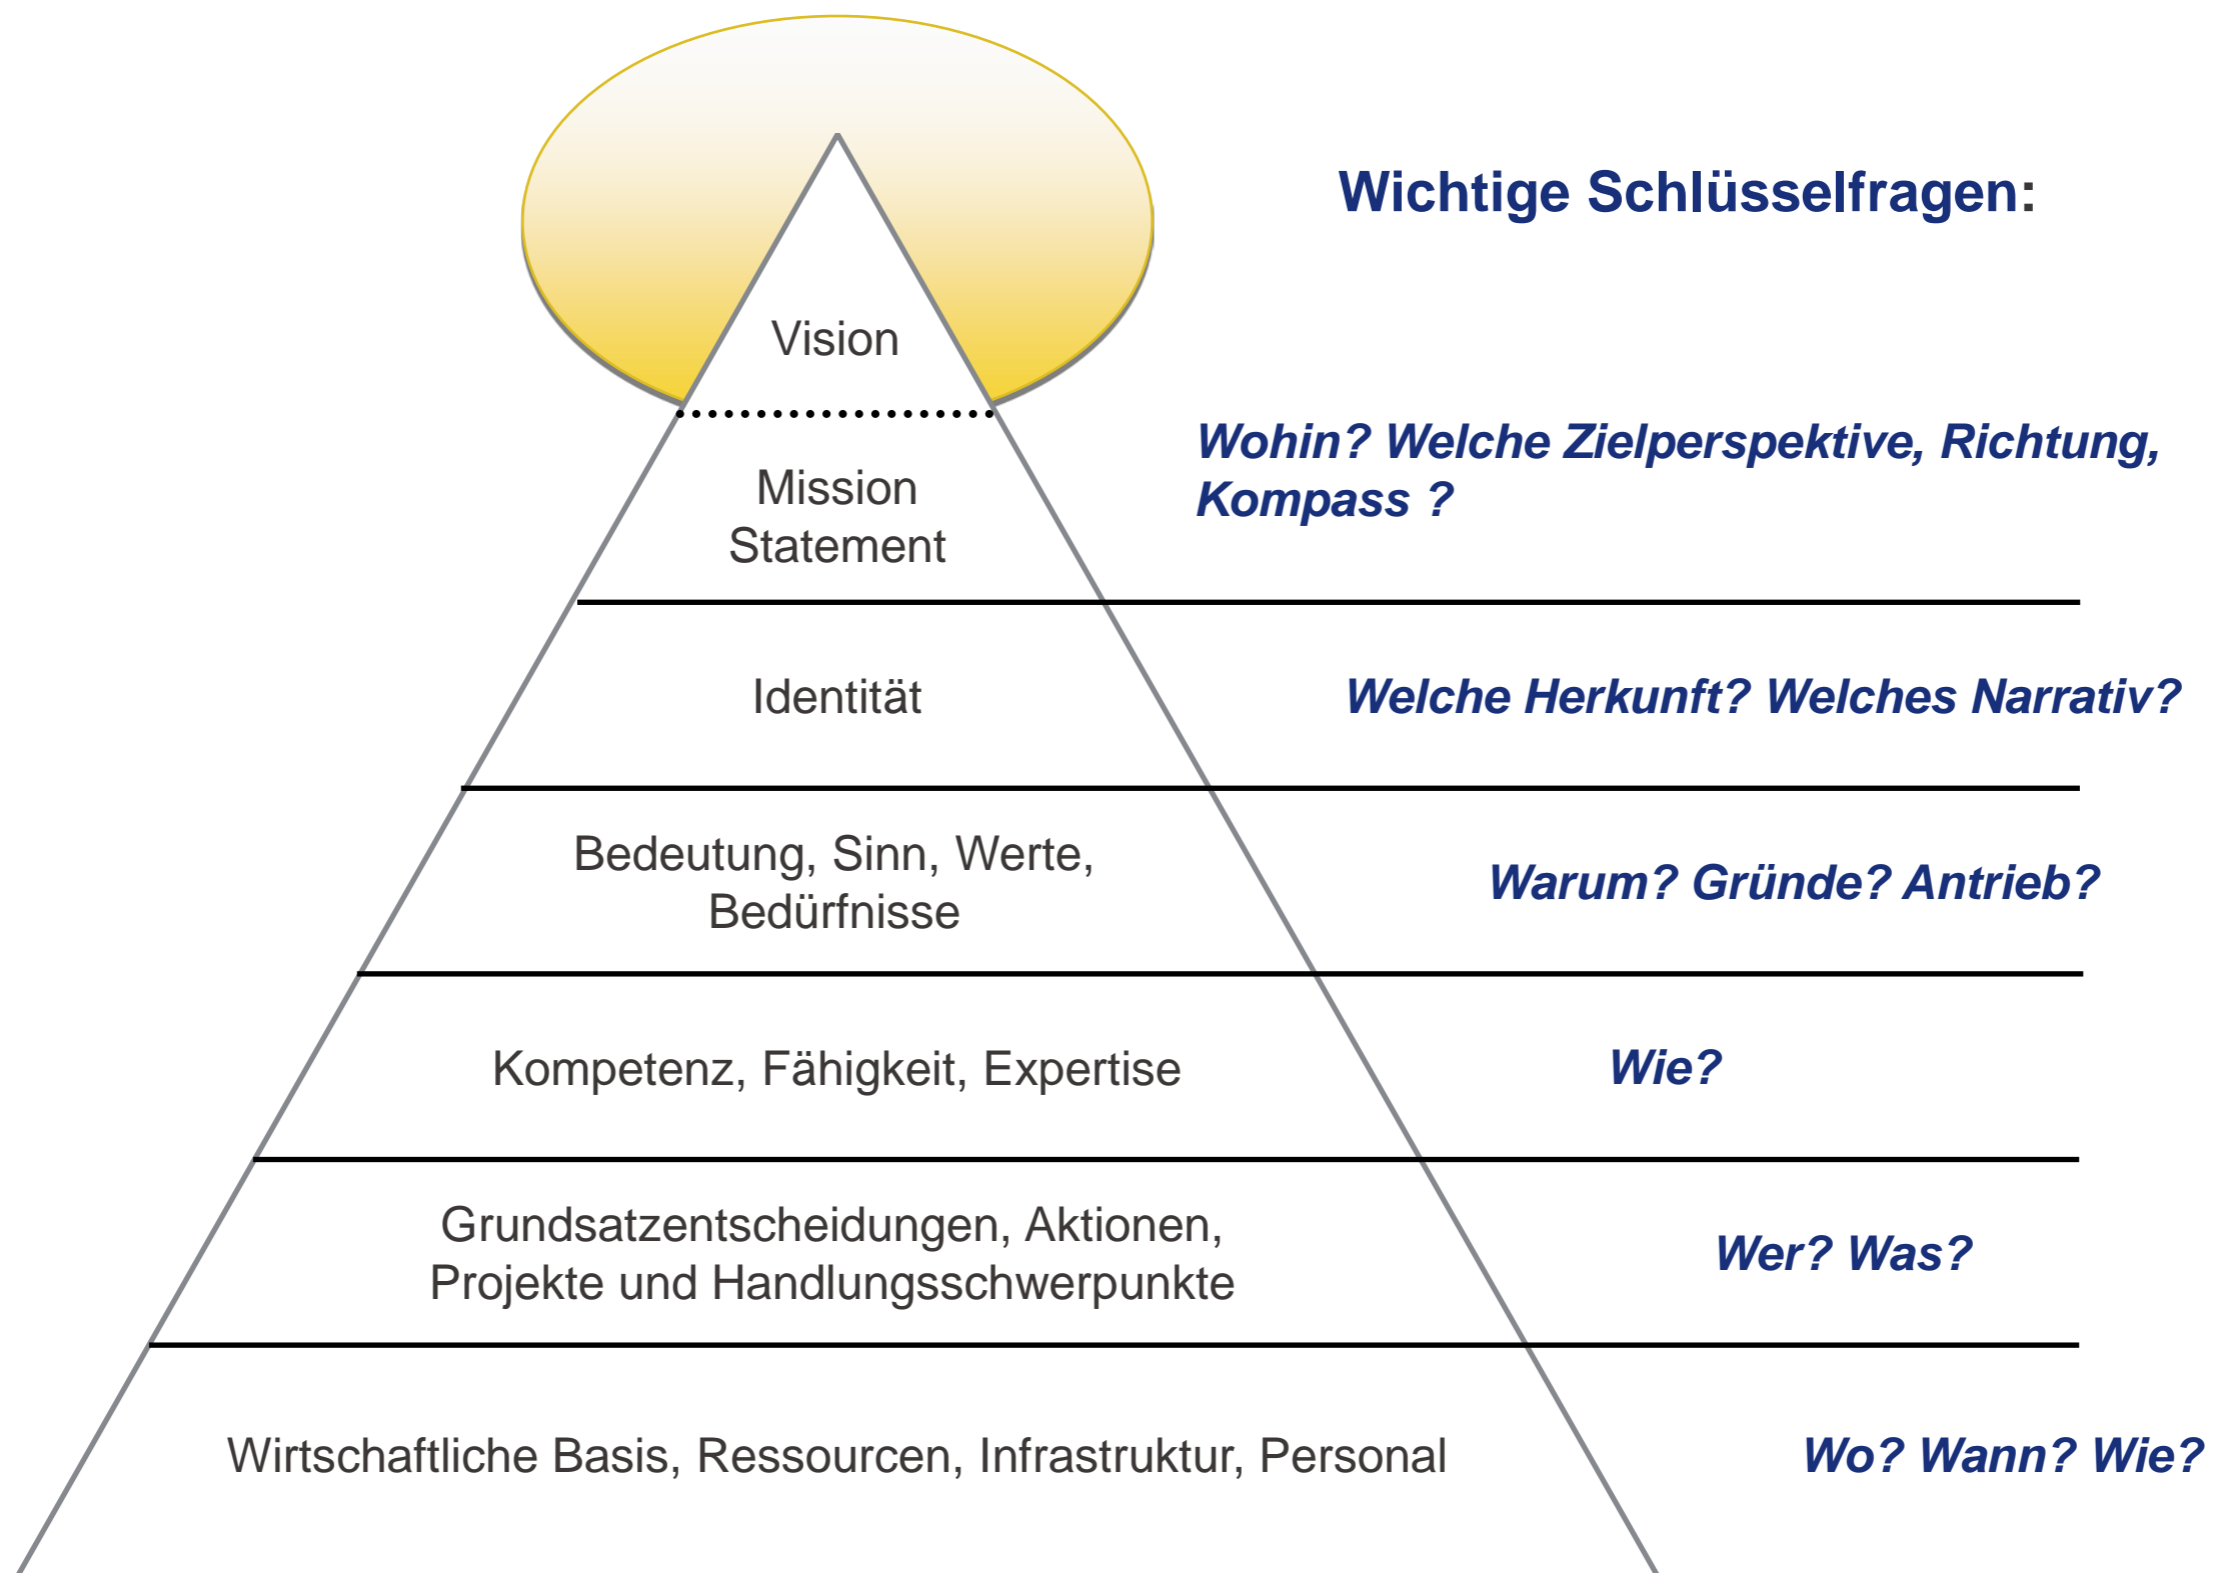 Wichtige Schlüsselfragen:
Vision
Mission
Statement
Wohin? Welche Zielperspektive, Richtung,
Kompass ?
Identität
Welche Herkunft? Welches Narrativ?
Bedeutung, Sinn, Werte,
Bedürfnisse
Warum? Gründe? Antrieb?
Kompetenz, Fähigkeit, Expertise
Wie?
Grundsatzentscheidungen, Aktionen,
Projekte und Handlungsschwerpunkte
Wer? Was?
Wirtschaftliche Basis, Ressourcen, Infrastruktur, Personal
Wo? Wann? Wie?